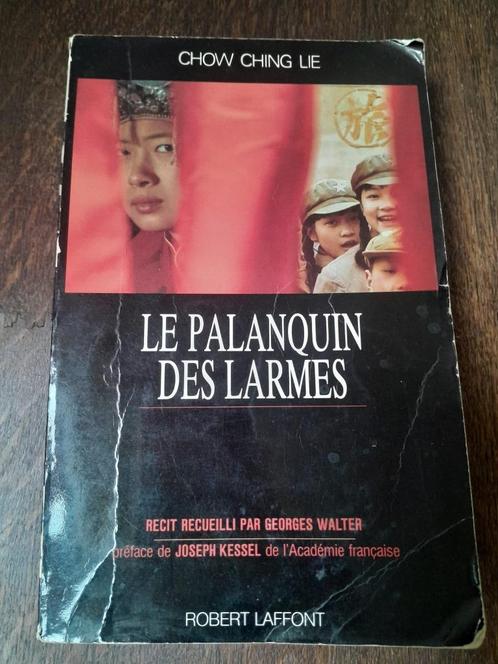 CHOW CHING LIE
旅
LE PALANQUIN
DES LARMES
RECIT RECUEILLI PAR GEORGES WALTER
préface de JOSEPH KESSEL de l'Académie française
ROBERT LAFFONT